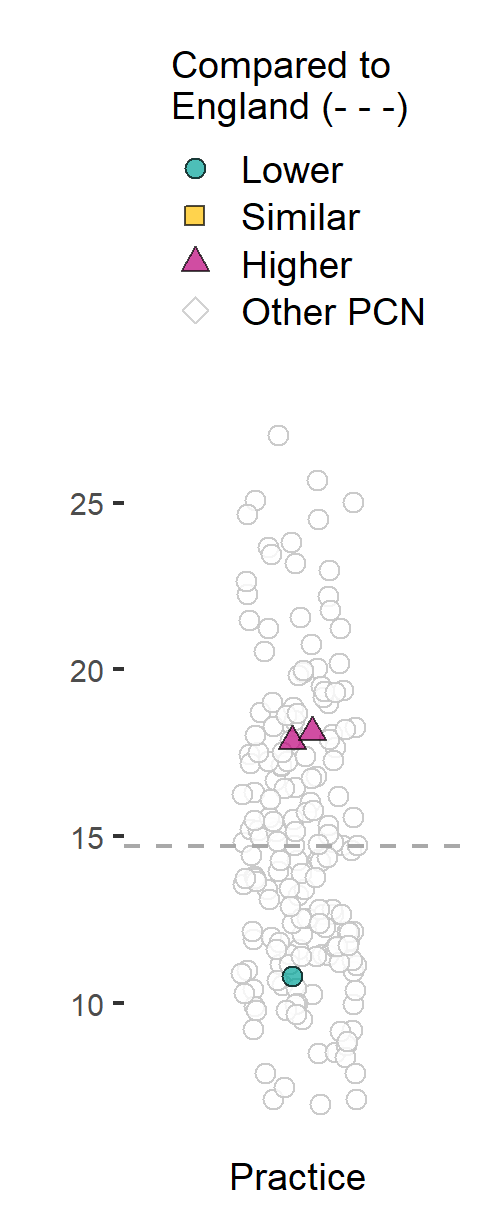 Compared to
England (- - -)
Lower
Similar
Higher
Other PCN
25
20
15
10
Practice